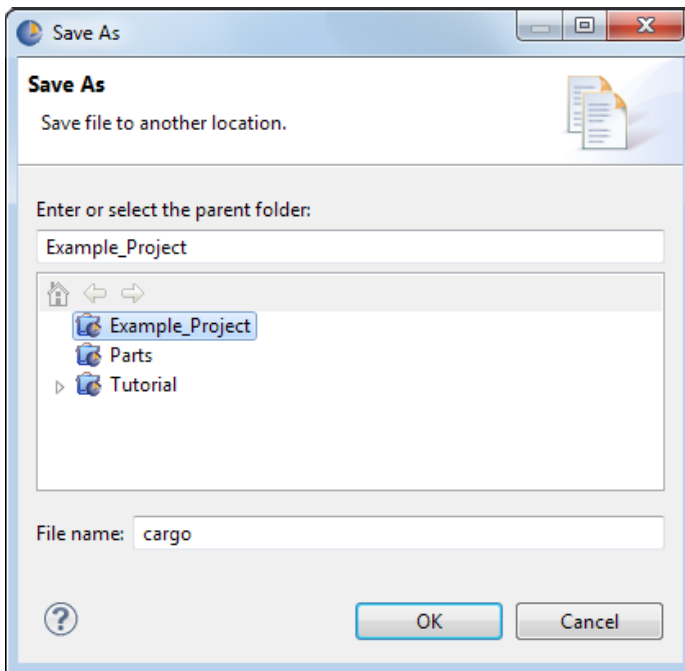 Save As
Save As
Save file to another location.
Enter or select the parent folder:
Example_Project
Example_Project
Parts
Tutorial
File name: cargo
? OK Cancel